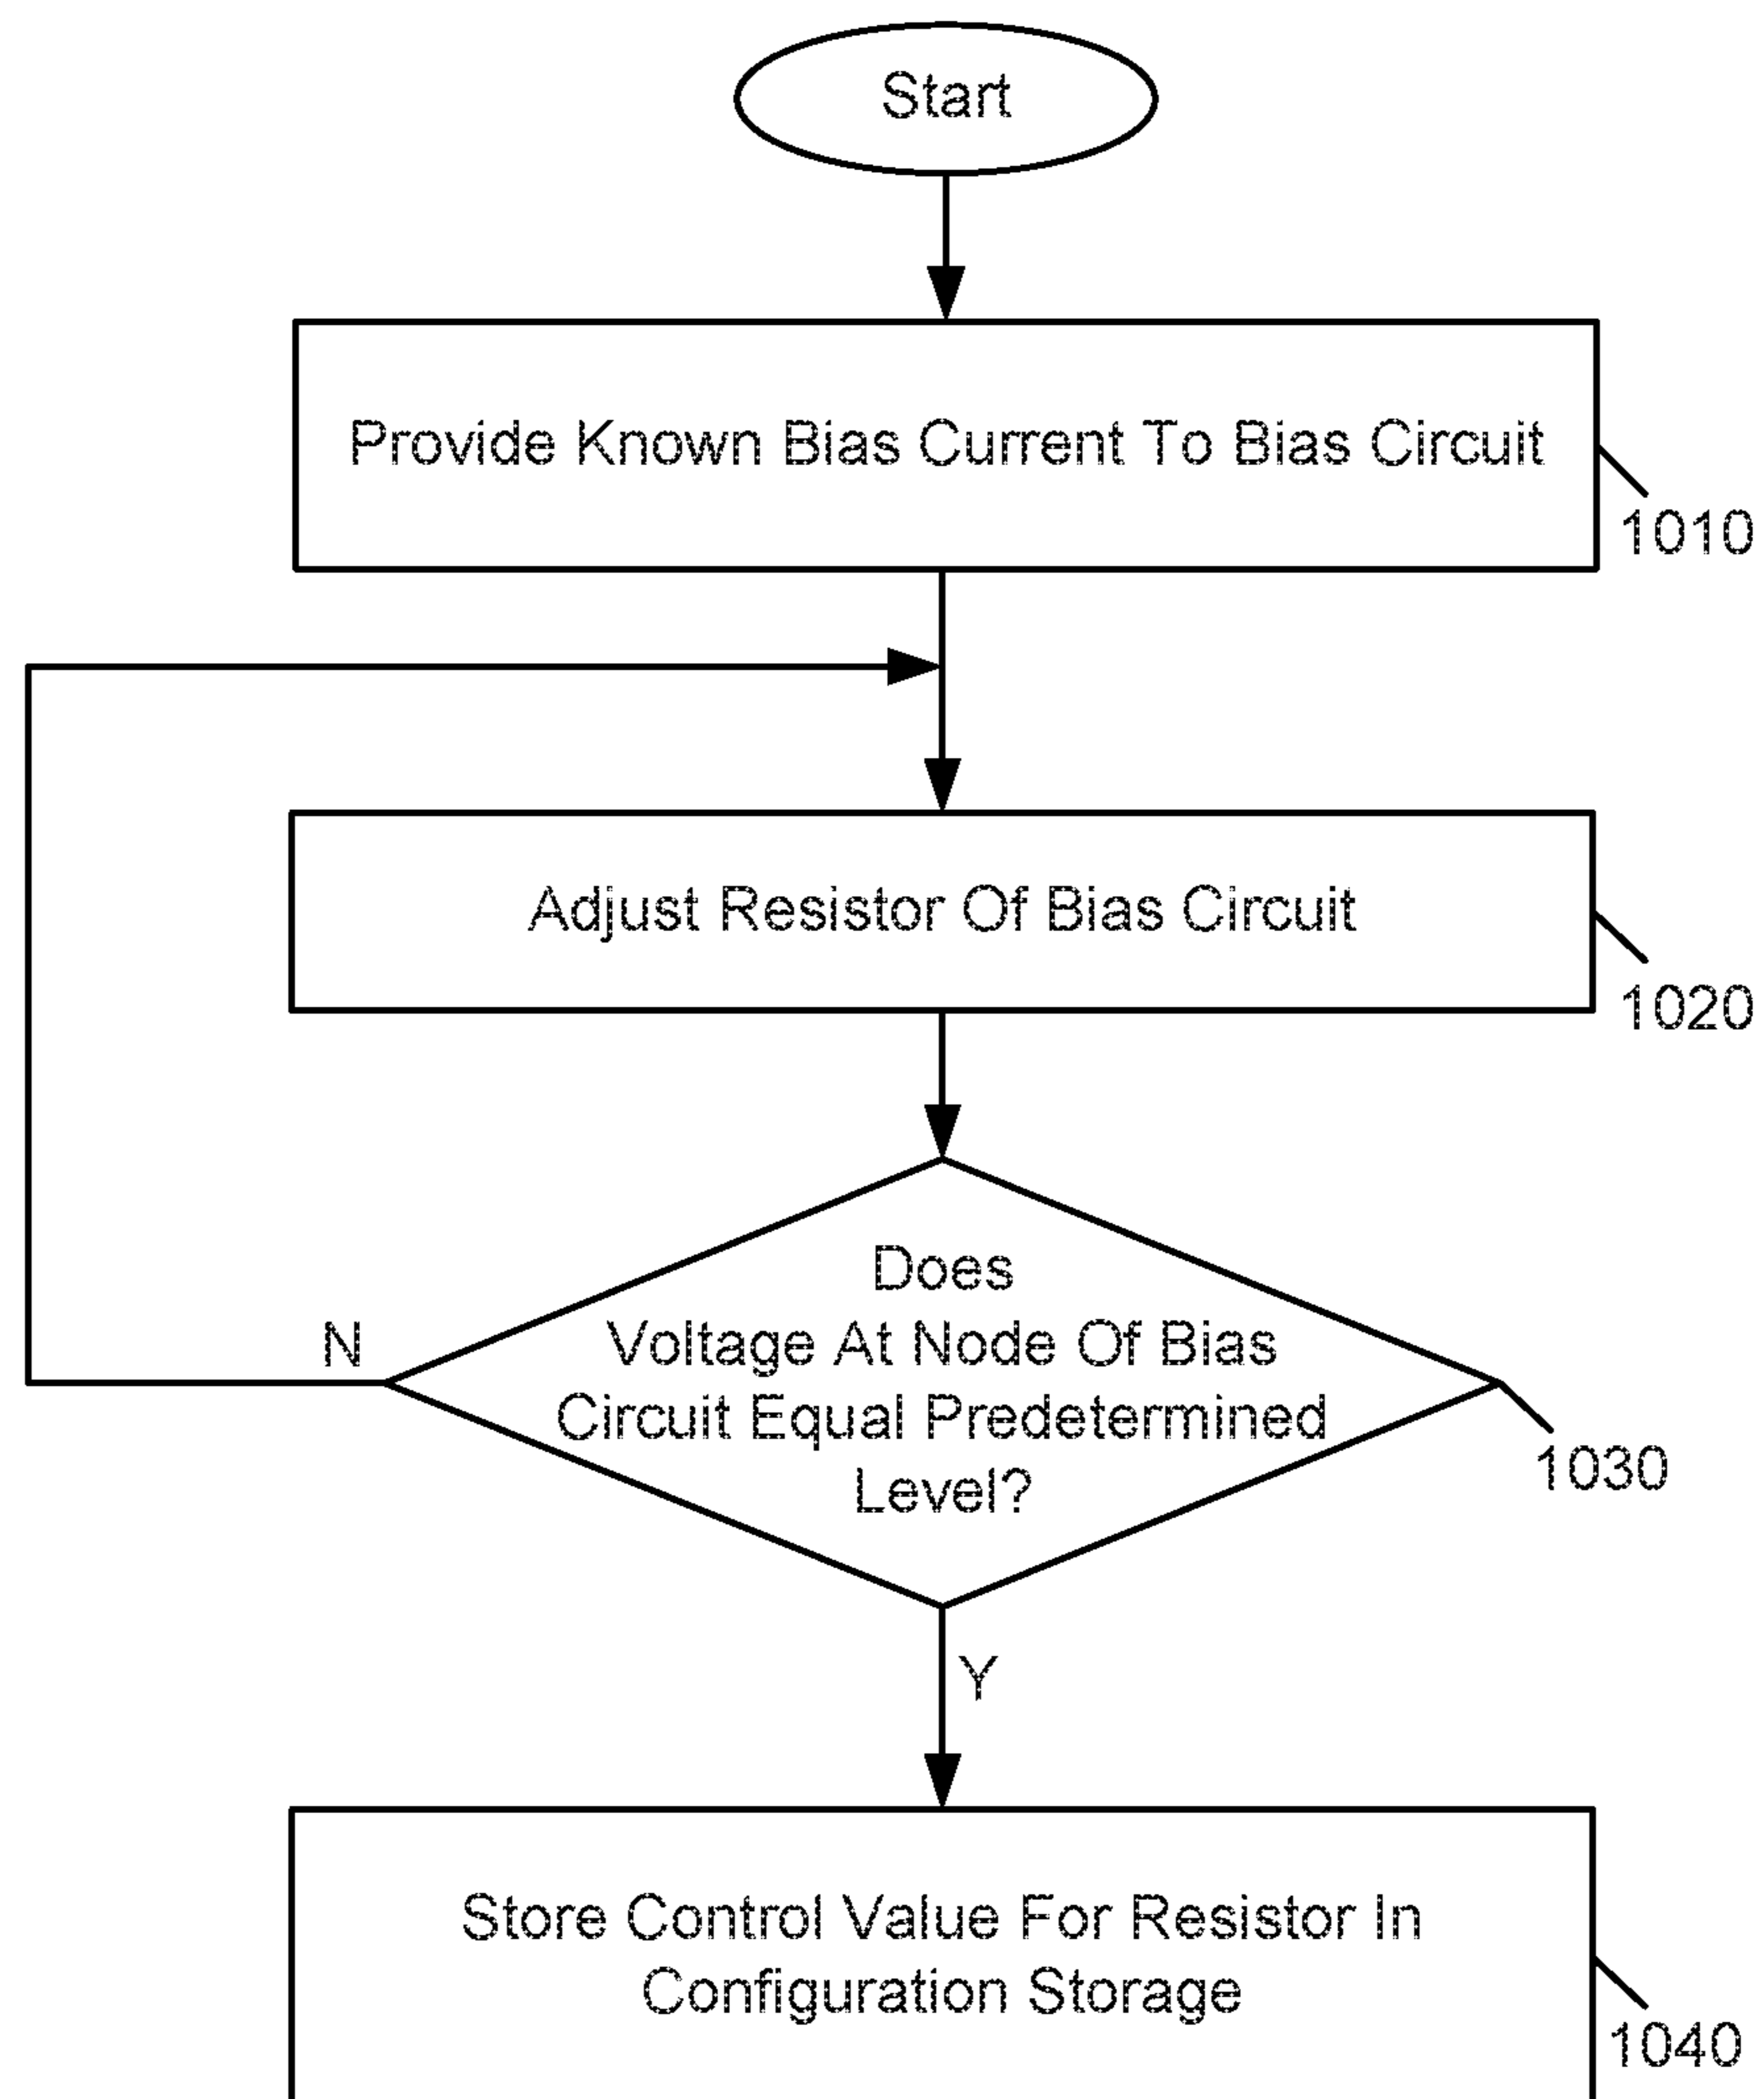 Start
Provide Known Bias Current To Bias Circuit
1010
Adjust Resistor Of Bias Circuit
1020
Does
Voltage At Node Of Bias
Circuit Equal Predetermined
Level?
N
1030
Y
Store Control Value For Resistor In
Configuration Storage
1040